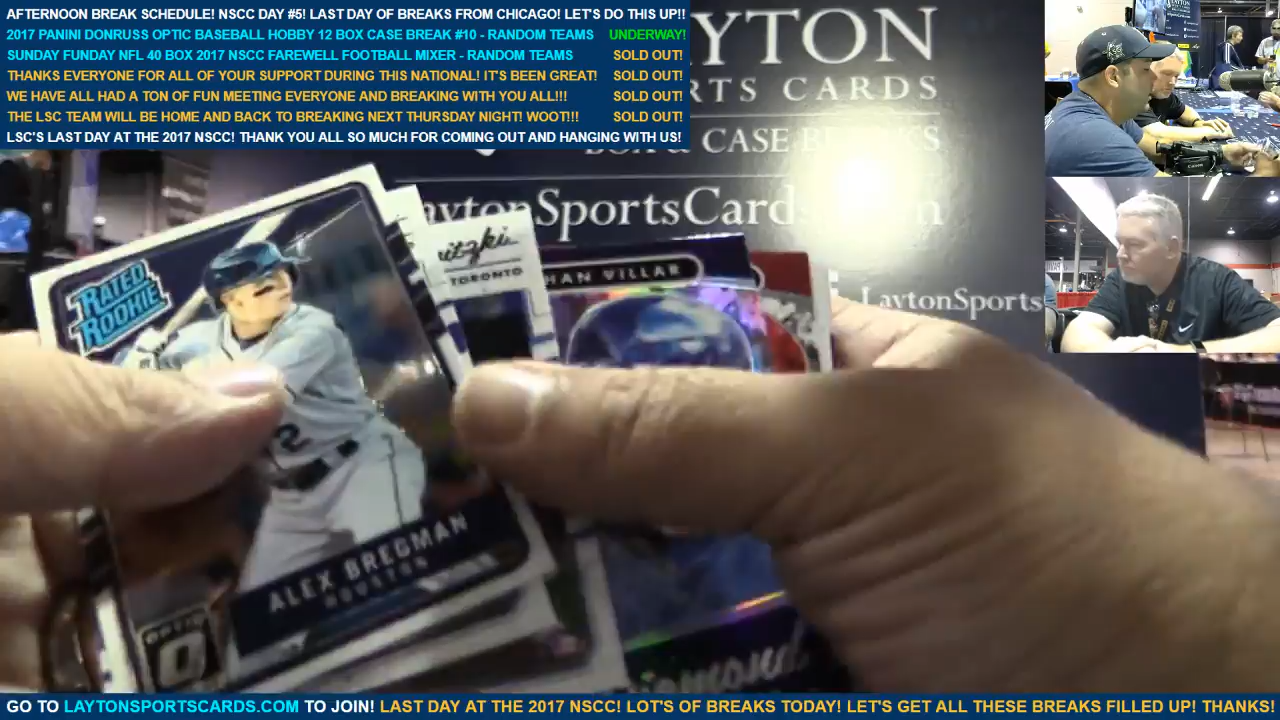 AFTERNOON BREAK SCHEDULE! NSCC DAY #5! LAST DAY OF BREAKS FROM CHICAGO! LET'S DO THIS UP!!
2017 PANINI DONRUSS OPTIC BASEBALL HOBBY 12 BOX CASE BREAK #10 - RANDOM TEAMS UNDERWAY!
SUNDAY FUNDAY NFL 40 BOX 2017 NSCC FAREWELL FOOTBALL MIXER - RANDOM TEAMS SOLD OUT!
THANKS EVERYONE FOR ALL OF YOUR SUPPORT DURING THIS NATIONAL! IT'S BEEN GREAT! SOLD OUT!
WE HAVE ALL HAD A TON OF FUN MEETING EVERYONE AND BREAKING WITH YOU ALL!!! SOLD OUT!
THE LSC TEAM WILL BE HOME AND BACK TO BREAKING NEXT THURSDAY NIGHT! WOOT!!! SOLD OUT!
LSC'S LAST DAY AT THE 2017 NSCC! THANK YOU ALL SO MUCH FOR COMING OUT AND HANGING WITH US!
YTON
RTS CARDS
BOX & CASE BREAKS
LaytonSportsCards
LaytonSports
RATED
ROOKIE
TORONTO
HAN VILLAR
ALEX BREGMAN
HOUSTON
OPTIC
Diamond
GO TO LAYTONSPORTSCARDS.COM TO JOIN! LAST DAY AT THE 2017 NSCC! LOT'S OF BREAKS TODAY! LET'S GET ALL THESE BREAKS FILLED UP! THANKS!